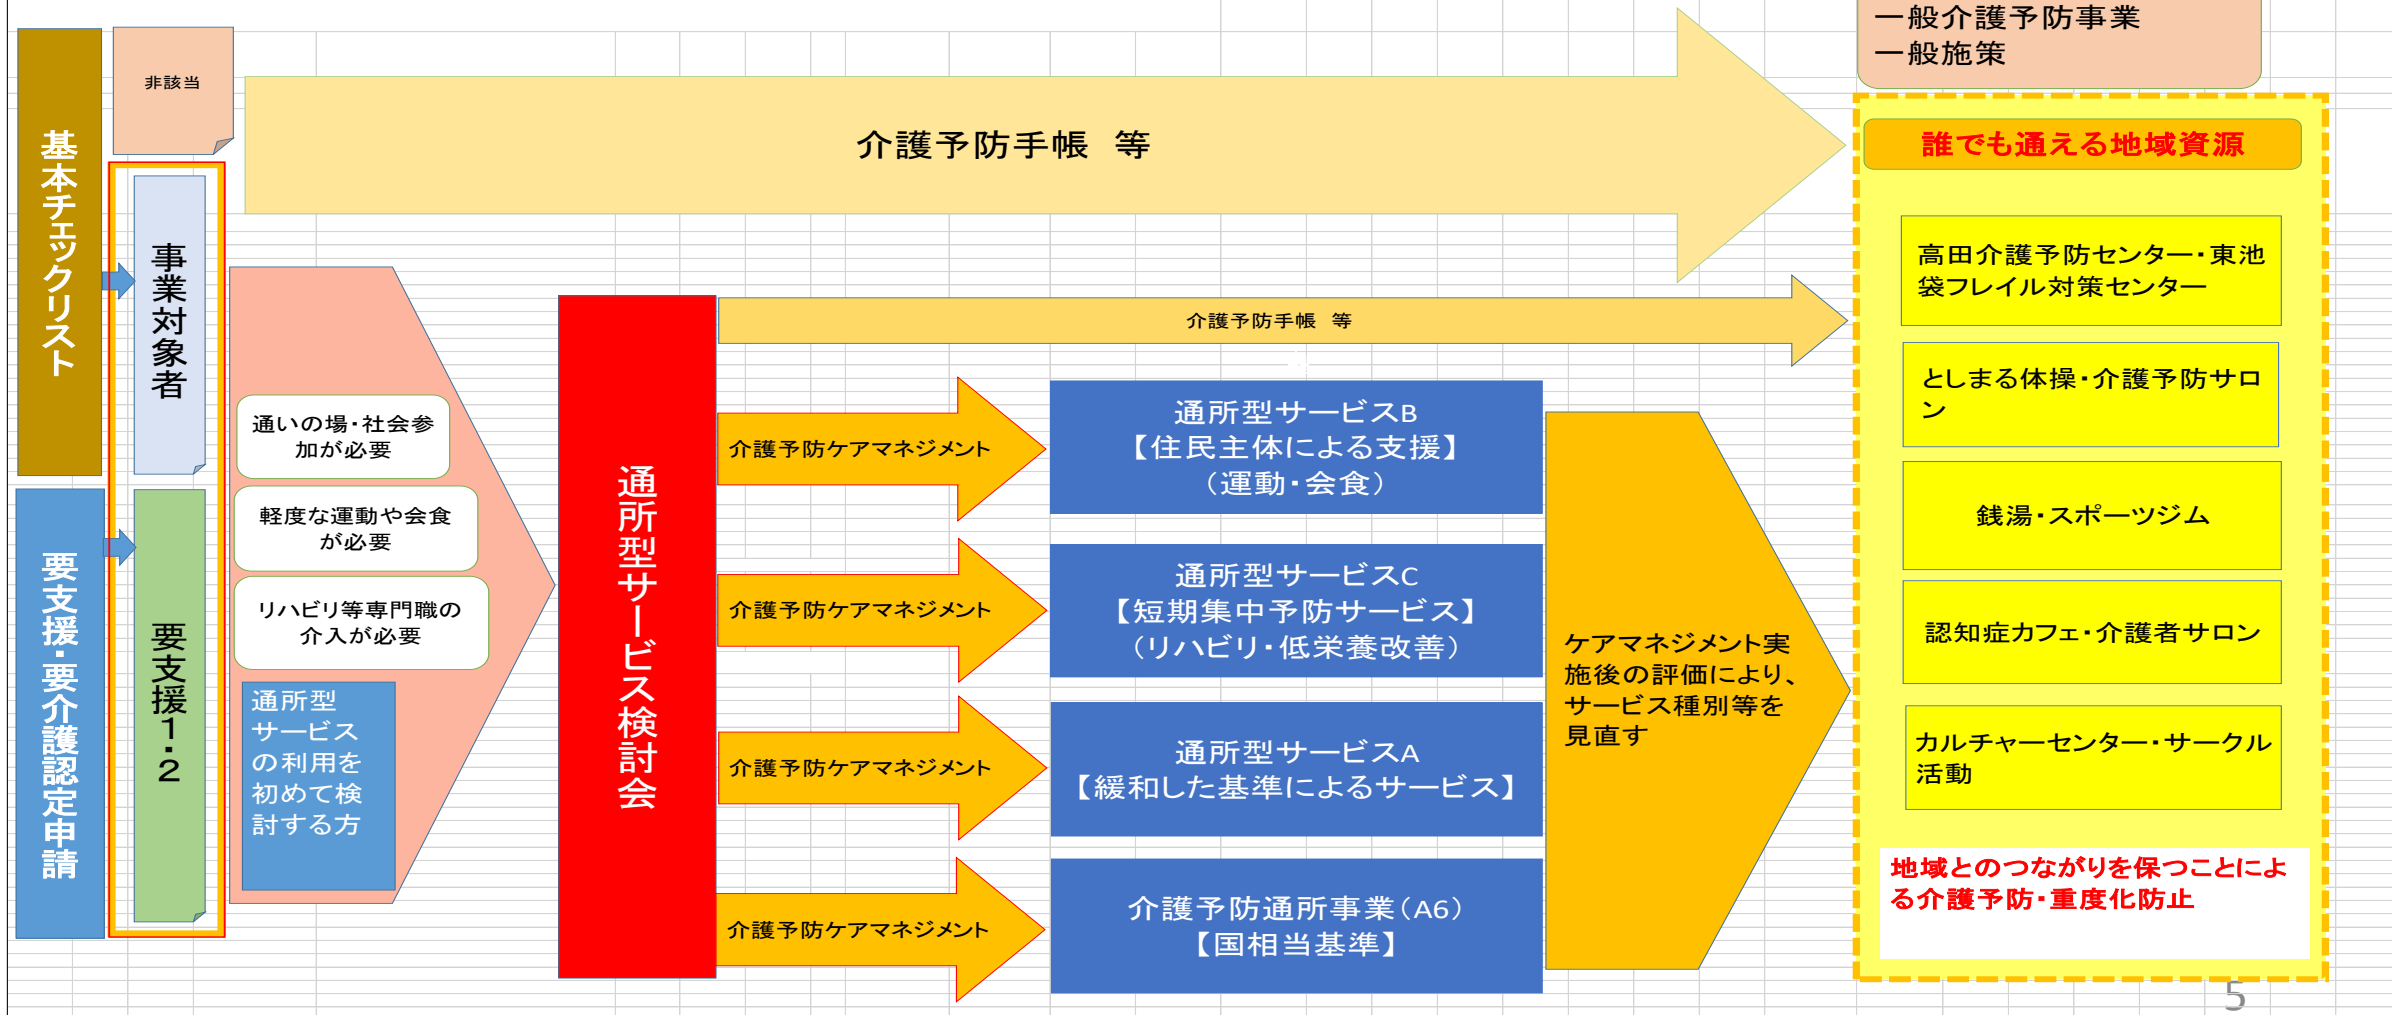 一般介護予防事業
一般施策
基本チェックリスト
非該当
介護予防手帳 等
誰でも通える地域資源
事業対象者
高田介護予防センター・東池
袋フレイル対策センター
介護予防手帳 等
としまる体操・介護予防サロ
ン
銭湯・スポーツジム
認知症カフェ・介護者サロン
カルチャーセンター・サークル
活動
地域とのつながりを保つことによ
る介護予防・重度化防止
要支援・要介護認定申請
要支援1・2
通いの場・社会参
加が必要
軽度な運動や会食
が必要
リハビリ等専門職の
介入が必要
通所型
サービス
の利用を
初めて検
討する方
通所型サービス検討会
介護予防ケアマネジメント
通所型サービスB
【住民主体による支援】
(運動・会食)
介護予防ケアマネジメント
通所型サービスC
【短期集中予防サービス】
(リハビリ・低栄養改善)
介護予防ケアマネジメント
通所型サービスA
【緩和した基準によるサービス】
介護予防ケアマネジメント
介護予防通所事業(A6)
【国相当基準】
ケアマネジメント実
施後の評価により、
サービス種別等を
見直す
5